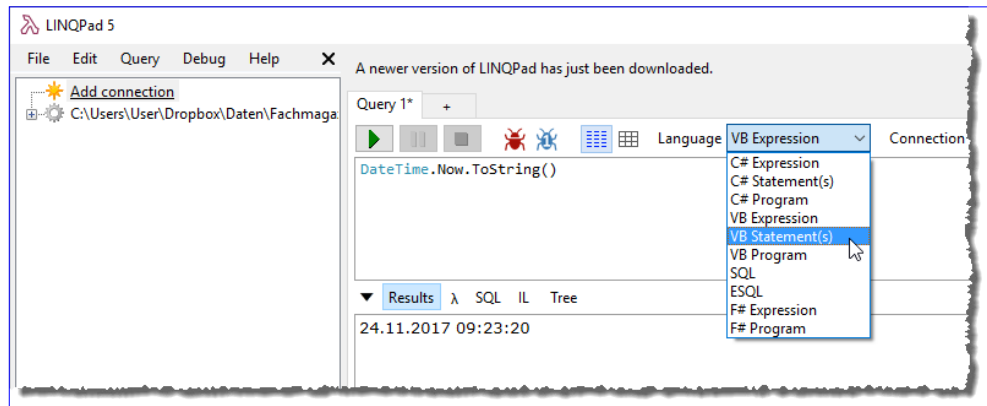 LINQPad 5
File Edit Query Debug Help X
A newer version of LINQPad has just been downloaded.
Add connection
C:\Users\User\Dropbox\Daten\Fachmaga
Query 1* +
Language VB Expression Connection
DateTime.Now.ToString()
C# Expression
C# Statement(s)
C# Program
VB Expression
VB Statement(s)
VB Program
SQL
ESQL
F# Expression
F# Program
Results λ SQL IL Tree
24.11.2017 09:23:20